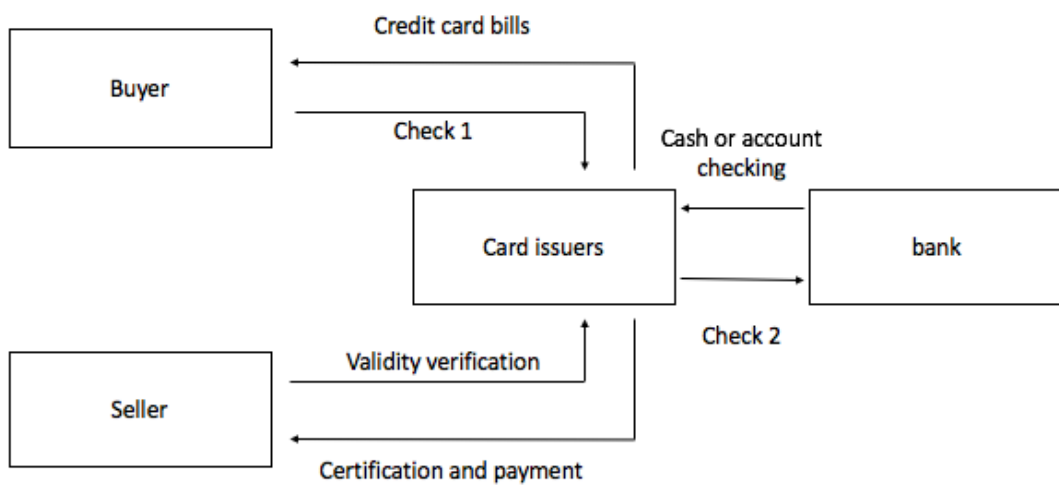 Credit card bills
Buyer
Check 1
Cash or account
checking
Card issuers
bank
Check 2
Validity verification
Seller
Certification and payment